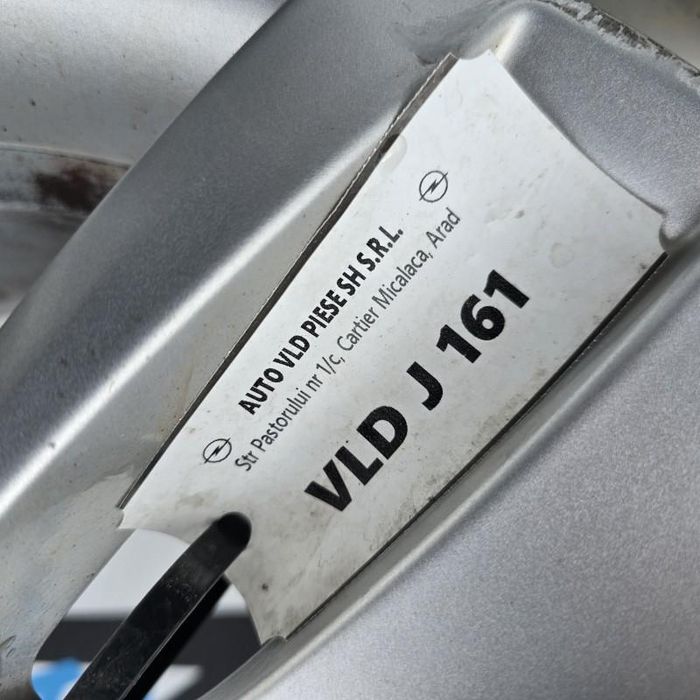 AUTO VLD PIESE SH S.R.L.
Str Pastorului nr 1/c, Cartier Micalaca, Arad
VLD J 161